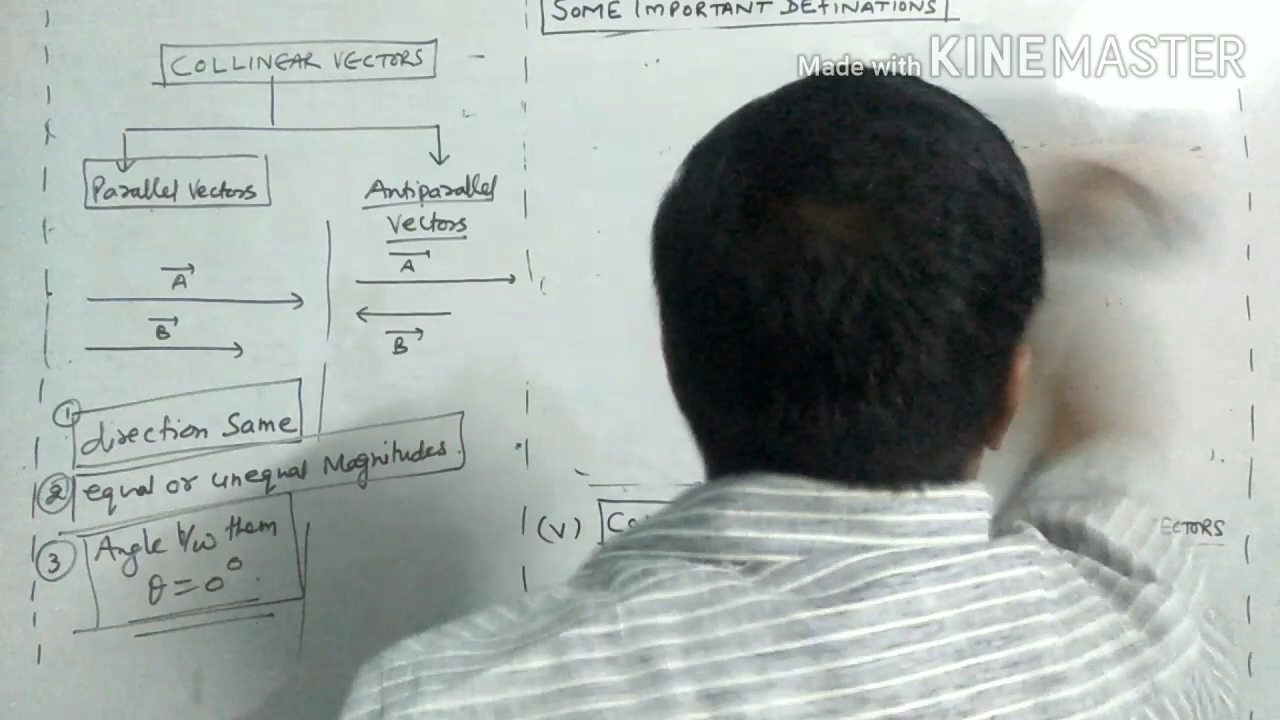 SOME IMPORTANT DEFINATIONS
Made with KINEMASTER
COLLINEAR VECTORS
Parallel Vectors
Antiparallel
Vectors
A
B
A
B
① direction Same
② equal or unequal Magnitudes.
③ Angle b/w them
θ = 0°
(V)